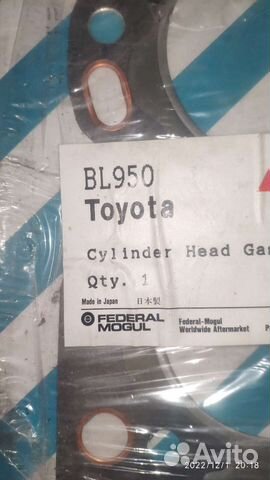 BL950
Toyota
Cylinder Head Gas
Qty. 1
Made in Japan 日本製
FEDERAL MOGUL
Federal-Mogul
Worldwide Aftermarket
Avito
2022/12/1 20:18